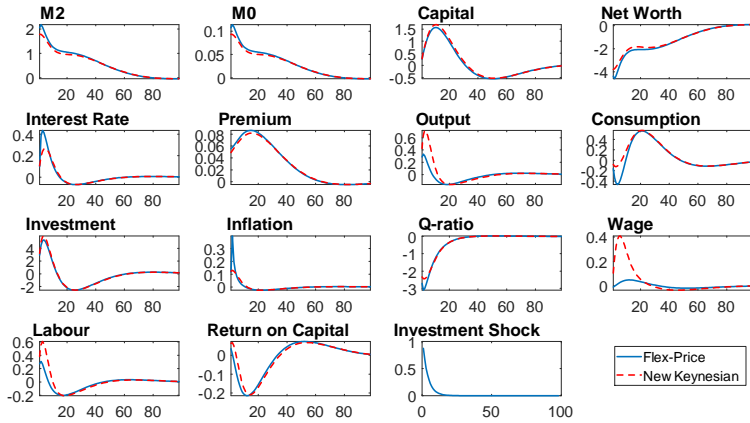 M2
M0
Capital
Net Worth
2
1
0
20 40 60 80
0.1
0.05
0
20 40 60 80
1.5
1
0.5
0
-0.5
20 40 60 80
0
-2
-4
20 40 60 80
Interest Rate
Premium
Output
Consumption
0.4
0.2
0
20 40 60 80
0.08
0.06
0.04
0.02
0
20 40 60 80
0.6
0.4
0.2
0
20 40 60 80
0.4
0.2
0
-0.2
-0.4
20 40 60 80
Investment
Inflation
Q-ratio
Wage
4
2
0
-2
20 40 60 80
0.3
0.2
0.1
0
20 40 60 80
0
-1
-2
-3
20 40 60 80
0.4
0.2
0
20 40 60 80
Labour
Return on Capital
Investment Shock
0.6
0.4
0.2
0
-0.2
20 40 60 80
0
-0.1
-0.2
20 40 60 80
1
0.5
0
0 50 100
Flex-Price
New Keynesian